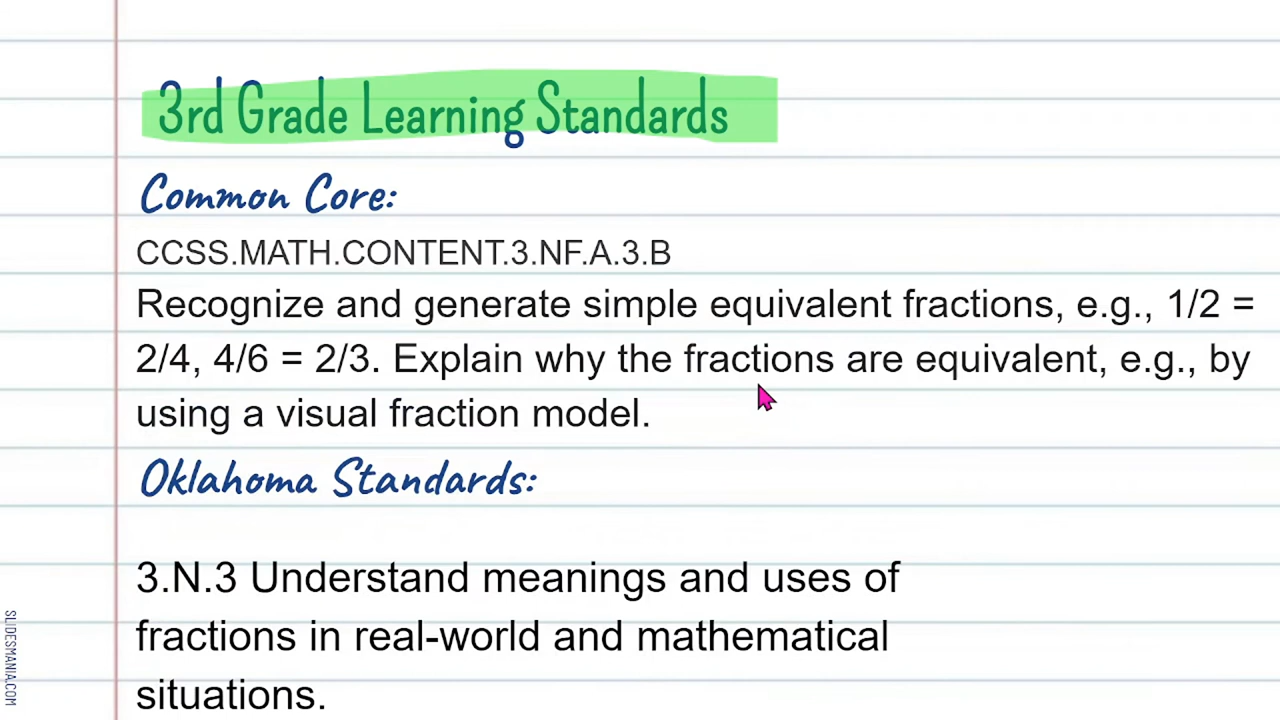 3rd Grade Learning Standards
Common Core:
CCSS.MATH.CONTENT.3.NF.A.3.B
Recognize and generate simple equivalent fractions, e.g., 1/2 =
2/4, 4/6 = 2/3. Explain why the fractions are equivalent, e.g., by
using a visual fraction model.
Oklahoma Standards:
3.N.3 Understand meanings and uses of
fractions in real-world and mathematical
situations.
SLIDESMANIA.COM